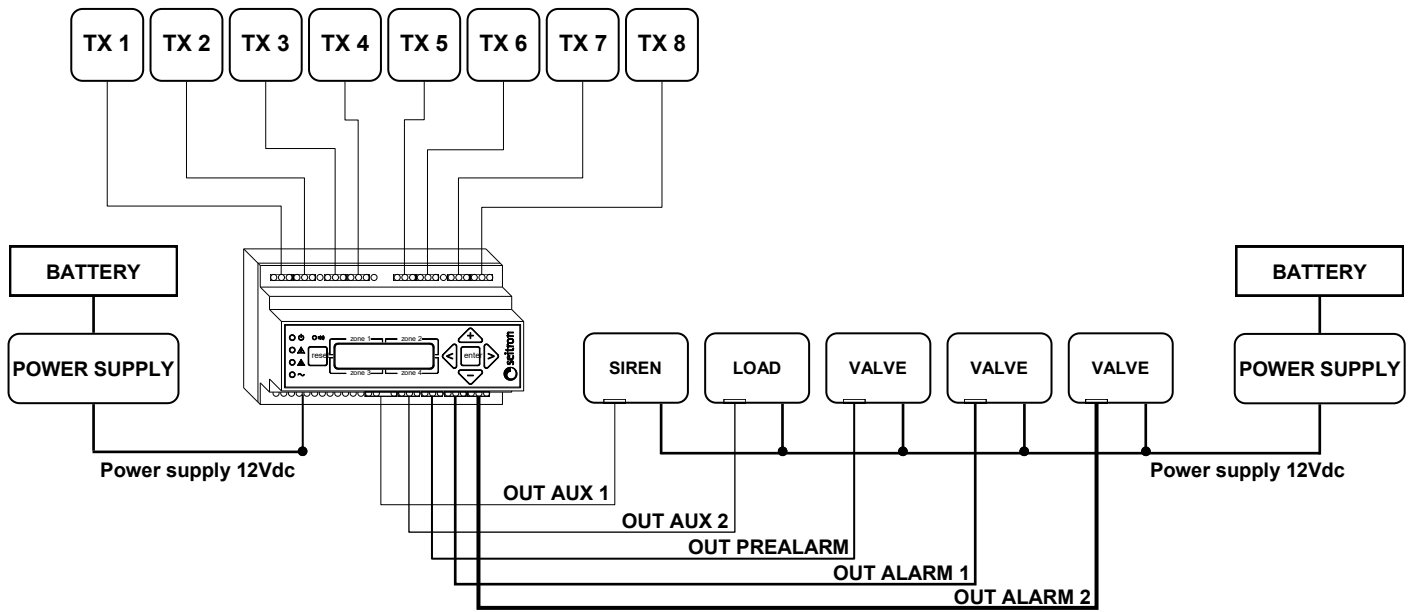 TX 1
TX 2
TX 3
TX 4
TX 5
TX 6
TX 7
TX 8
BATTERY
POWER SUPPLY
Power supply 12Vdc
zone 1
zone 2
rese
enter
zone 3
zone 4
seitron
SIREN
LOAD
VALVE
VALVE
VALVE
BATTERY
POWER SUPPLY
Power supply 12Vdc
OUT AUX 1
OUT AUX 2
OUT PREALARM
OUT ALARM 1
OUT ALARM 2